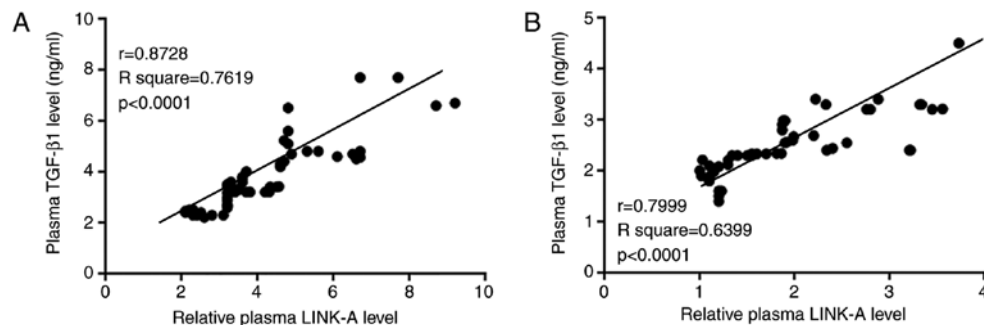 A
Plasma TGF-β1 level (ng/ml)
10
8
6
4
2
0
r=0.8728
R square=0.7619
p<0.0001
2
4
6
8
10
Relative plasma LINK-A level
B
Plasma TGF-β1 level (ng/ml)
5
4
3
2
1
0
r=0.7999
R square=0.6399
p<0.0001
0
1
2
3
4
Relative plasma LINK-A level